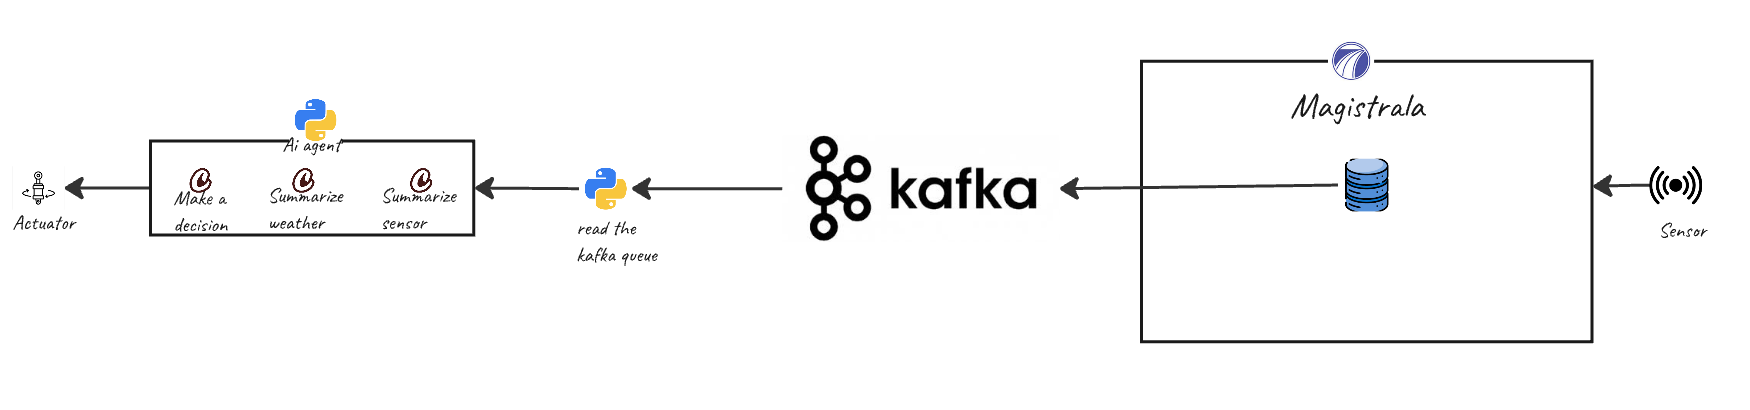 Magistrala
Ai agent
kafka
Make a
decision
Summarize
weather
Summarize
sensor
Actuator
read the
kafka queue
Sensor